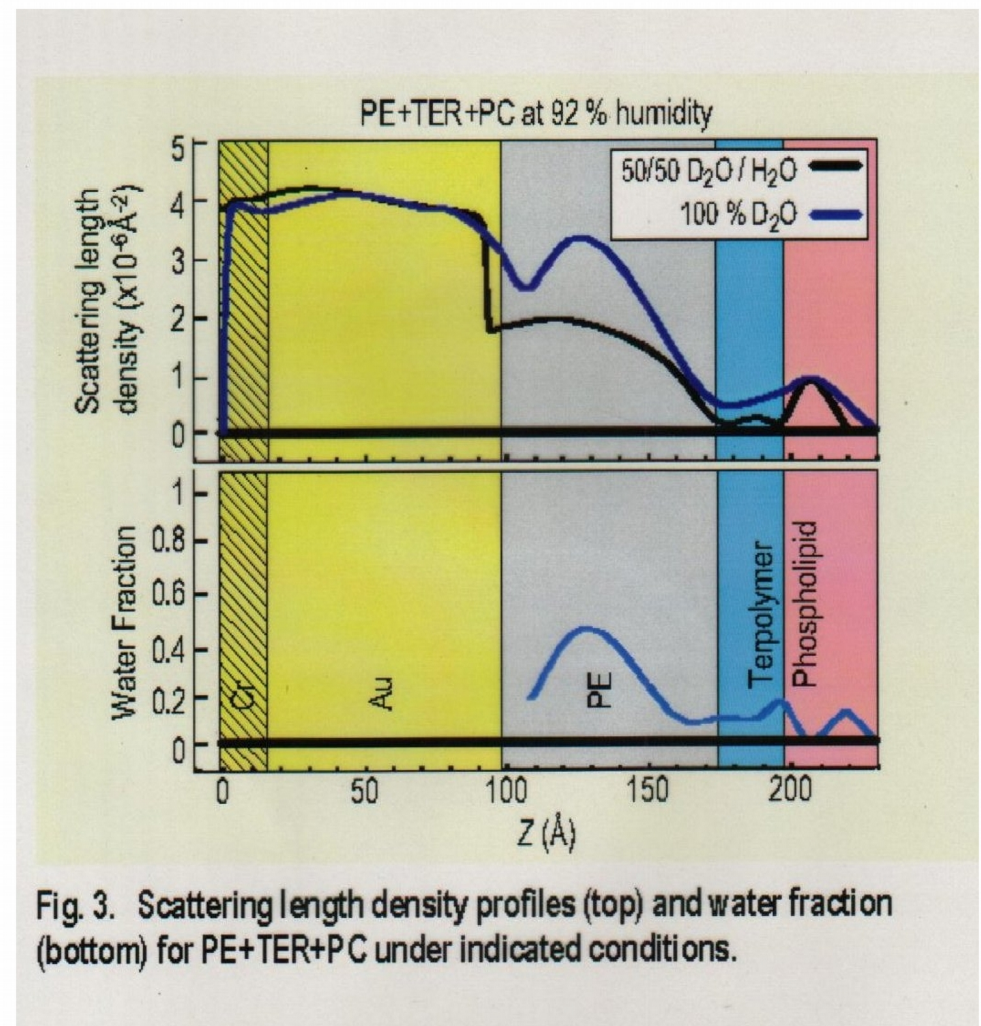 PE+TER+PC at 92 % humidity
Scattering length
density (x10⁻⁶Å⁻²)
5
4
3
2
1
0
50/50 D₂O / H₂O
100 % D₂O
Water Fraction
1
0.8
0.6
0.4
0.2
0
Cr
Au
PE
Terpolymer
Phospholipid
0 50 100 150 200
Z (Å)
Fig. 3. Scattering length density profiles (top) and water fraction
(bottom) for PE+TER+PC under indicated conditions.